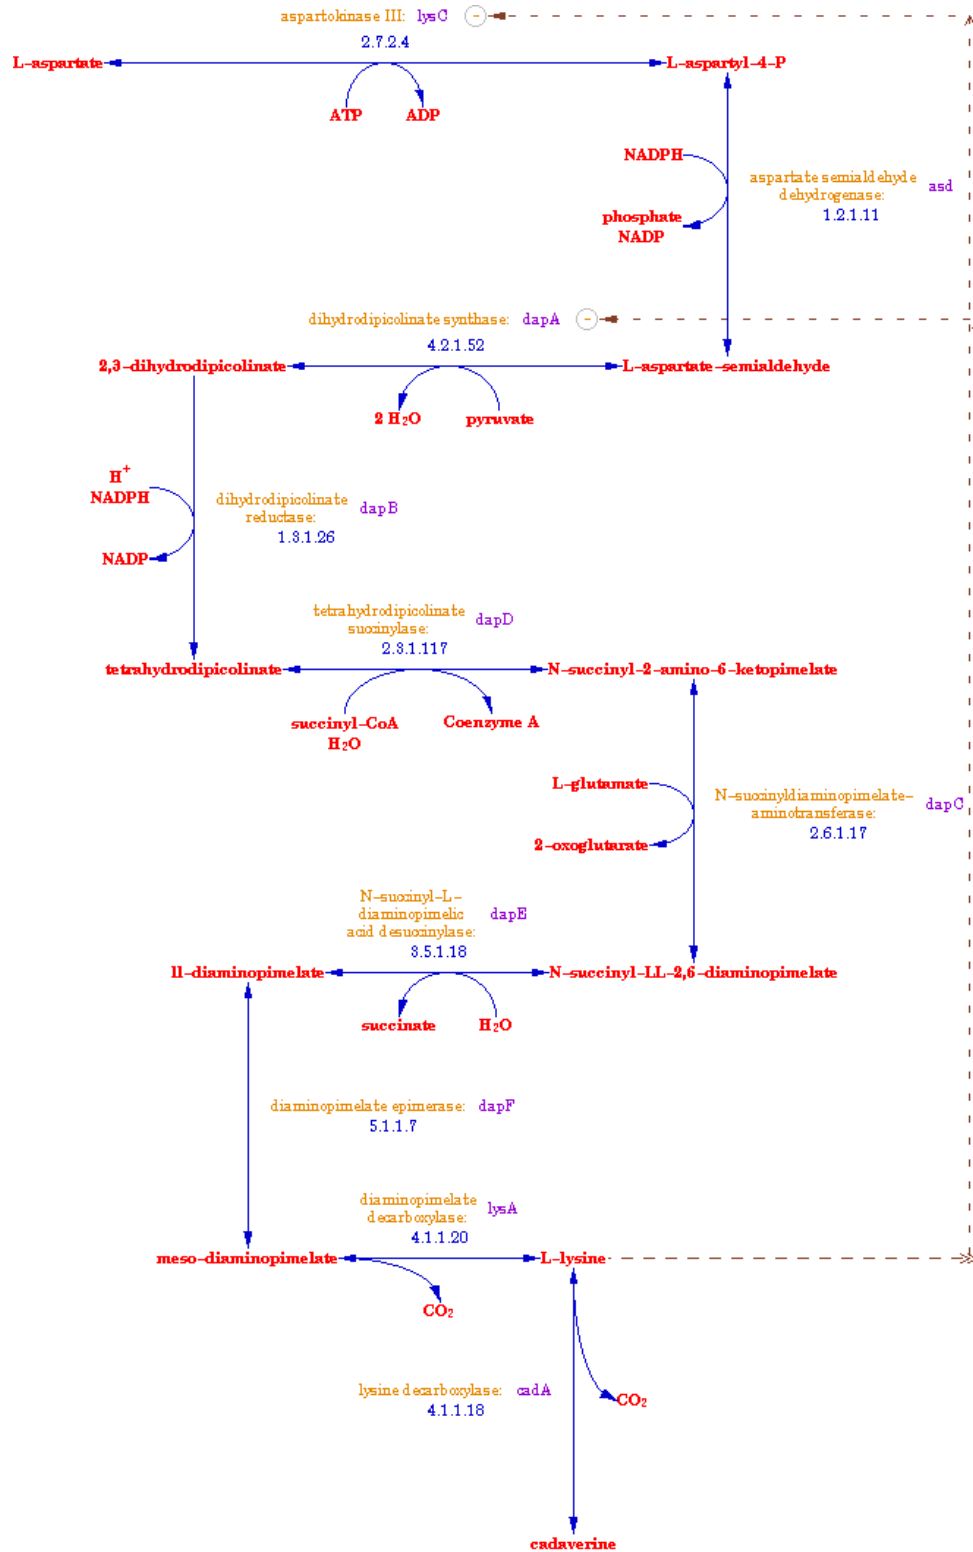 aspartokinase III: lysC −
2.7.2.4
L-aspartate L-aspartyl-4-P
ATP ADP
NADPH
aspartate semialdehyde
dehydrogenase: asd
1.2.1.11
phosphate
NADP
dihydrodipicolinate synthase: dapA −
4.2.1.52
2,3-dihydrodipicolinate L-aspartate-semialdehyde
2 H₂O pyruvate
H⁺
NADPH
dihydrodipicolinate
reductase: dapB
1.3.1.26
NADP
tetrahydrodipicolinate
succinylase: dapD
2.3.1.117
tetrahydrodipicolinate N-succinyl-2-amino-6-ketopimelate
succinyl-CoA Coenzyme A
H₂O
L-glutamate
N-succinyldiaminopimelate-
aminotransferase: dapC
2.6.1.17
2-oxoglutarate
N-succinyl-L-
diaminopimelic dapE
acid desuccinylase:
3.5.1.18
ll-diaminopimelate N-succinyl-LL-2,6-diaminopimelate
succinate H₂O
diaminopimelate epimerase: dapF
5.1.1.7
diaminopimelate
decarboxylase: lysA
4.1.1.20
meso-diaminopimelate L-lysine
CO₂
lysine decarboxylase: cadA
4.1.1.18
CO₂
cadaverine